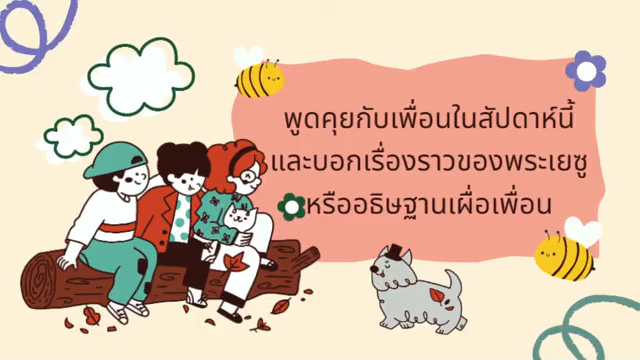 พูดคุยกับเพื่อนในสัปดาห์นี้
และบอกเรื่องราวของพระเยซู
หรืออธิษฐานเผื่อเพื่อน